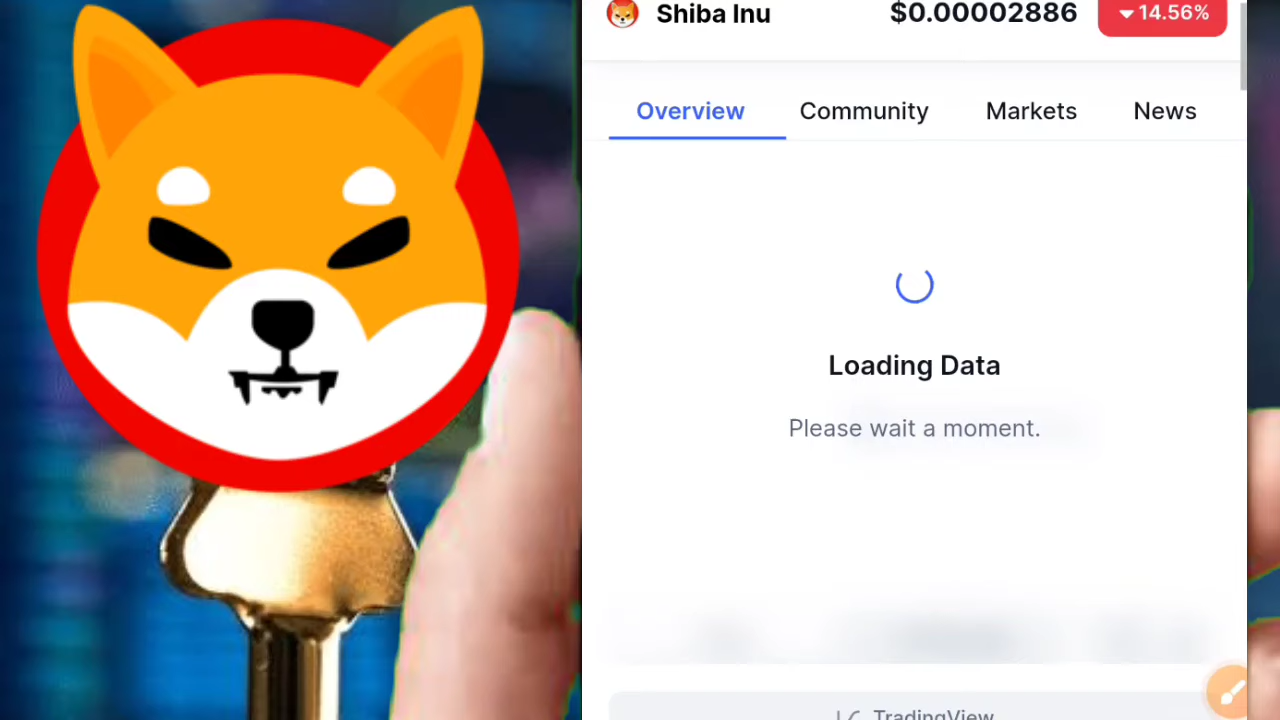 Shiba Inu $0.00002886 14.56%
Overview Community Markets News
Loading Data
Please wait a moment.
TradingView